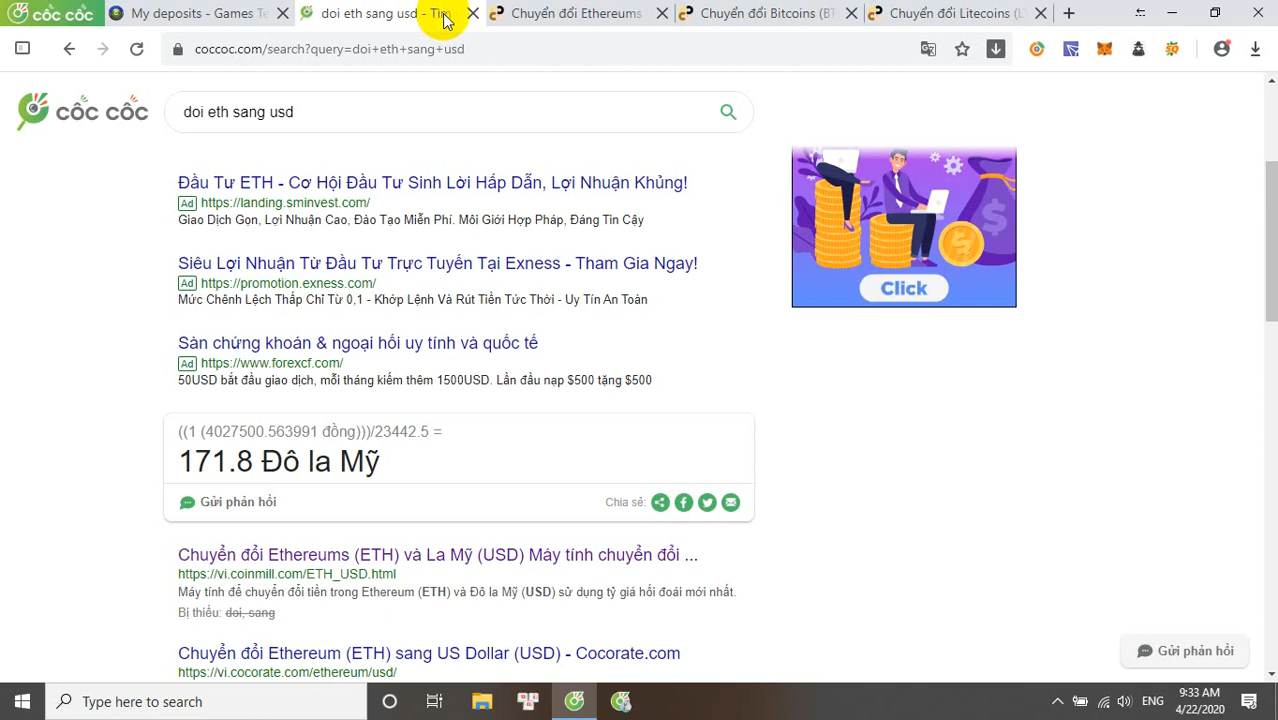 CỐC CỐC
My deposits - Games Te
doi eth sang usd - Tìm
Chuyển đổi Ethereums
Chuyển đổi Bitcoins (BT
Chuyển đổi Litecoins (L
coccoc.com/search?query=doi+eth+sang+usd
cốc cốc
doi eth sang usd
Đầu Tư ETH - Cơ Hội Đầu Tư Sinh Lời Hấp Dẫn, Lợi Nhuận Khủng!
Ad https://landing.sminvest.com/
Giao Dịch Gọn, Lợi Nhuận Cao, Đào Tạo Miễn Phí. Môi Giới Hợp Pháp, Đáng Tin Cậy
Siêu Lợi Nhuận Từ Đầu Tư Trực Tuyến Tại Exness - Tham Gia Ngay!
Ad https://promotion.exness.com/
Mức Chênh Lệch Thấp Chỉ Từ 0,1 - Khớp Lệnh Và Rút Tiền Tức Thời - Uy Tín An Toàn
Click
Sàn chứng khoán & ngoại hối uy tính và quốc tế
Ad https://www.forexcf.com/
50USD bắt đầu giao dịch, mỗi tháng kiếm thêm 1500USD. Lần đầu nạp $500 tặng $500
((1 (4027500.563991 đồng)))/23442.5 =
171.8 Đô la Mỹ
Gửi phản hồi
Chia sẻ:
Chuyển đổi Ethereums (ETH) và La Mỹ (USD) Máy tính chuyển đổi ...
https://vi.coinmill.com/ETH_USD.html
Máy tính để chuyển đổi tiền trong Ethereum (ETH) và Đô la Mỹ (USD) sử dụng tỷ giá hối đoái mới nhất.
Bị thiếu: doi, sang
Chuyển đổi Ethereum (ETH) sang US Dollar (USD) - Cocorate.com
https://vi.cocorate.com/ethereum/usd/
Gửi phản hồi
Type here to search
ENG
9:33 AM
4/22/2020